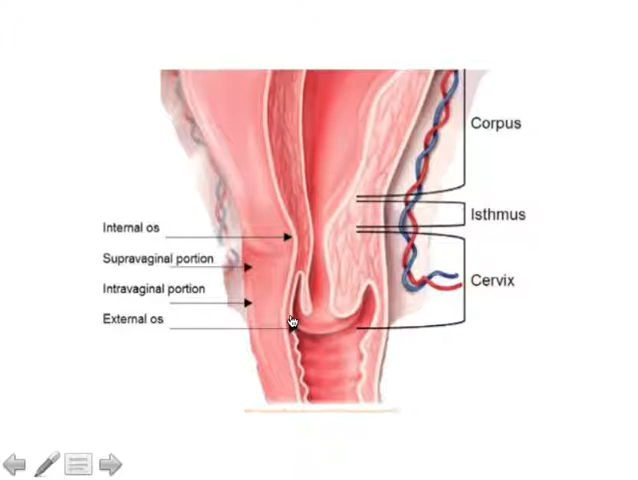 Corpus
Isthmus
Internal os
Supravaginal portion
Cervix
Intravaginal portion
External os